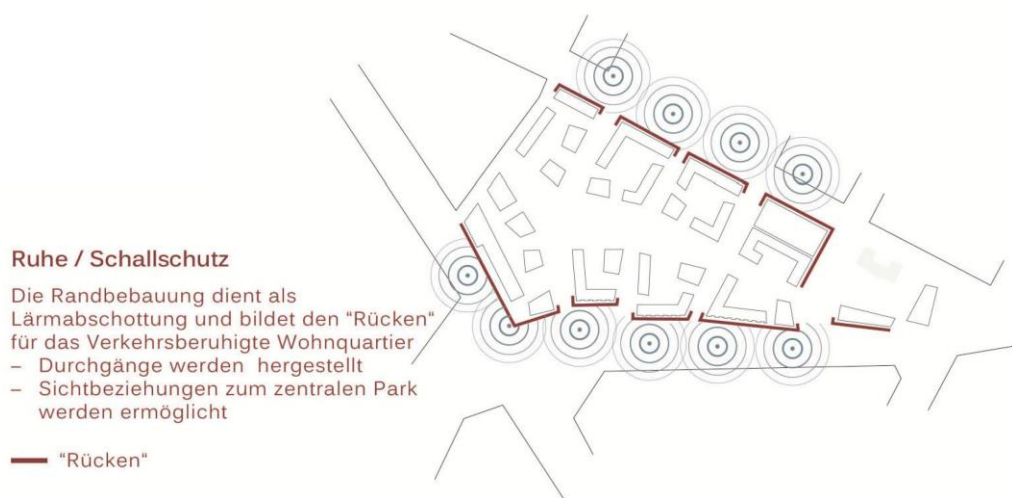 Ruhe / Schallschutz
Die Randbebauung dient als
Lärmabschottung und bildet den "Rücken"
für das Verkehrsberuhigte Wohnquartier
– Durchgänge werden hergestellt
– Sichtbeziehungen zum zentralen Park
werden ermöglicht
"Rücken"